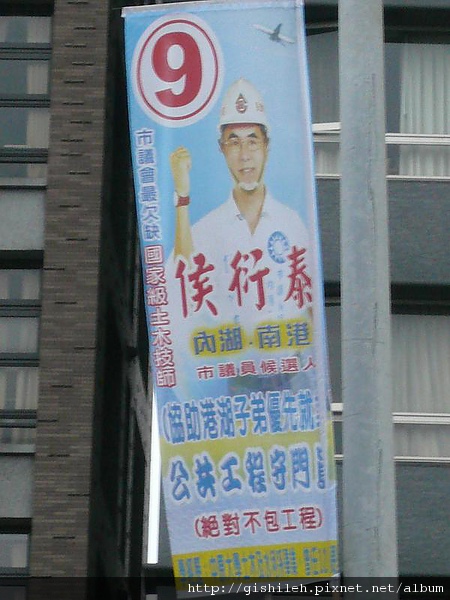 9
市議會最欠缺
國家級土木技師
侯衍泰
內湖·南港
市議員候選人
(協助港湖子弟優先就
公共工程守門
(絕對不包工程)
http://gishileh.pixnet.net/album